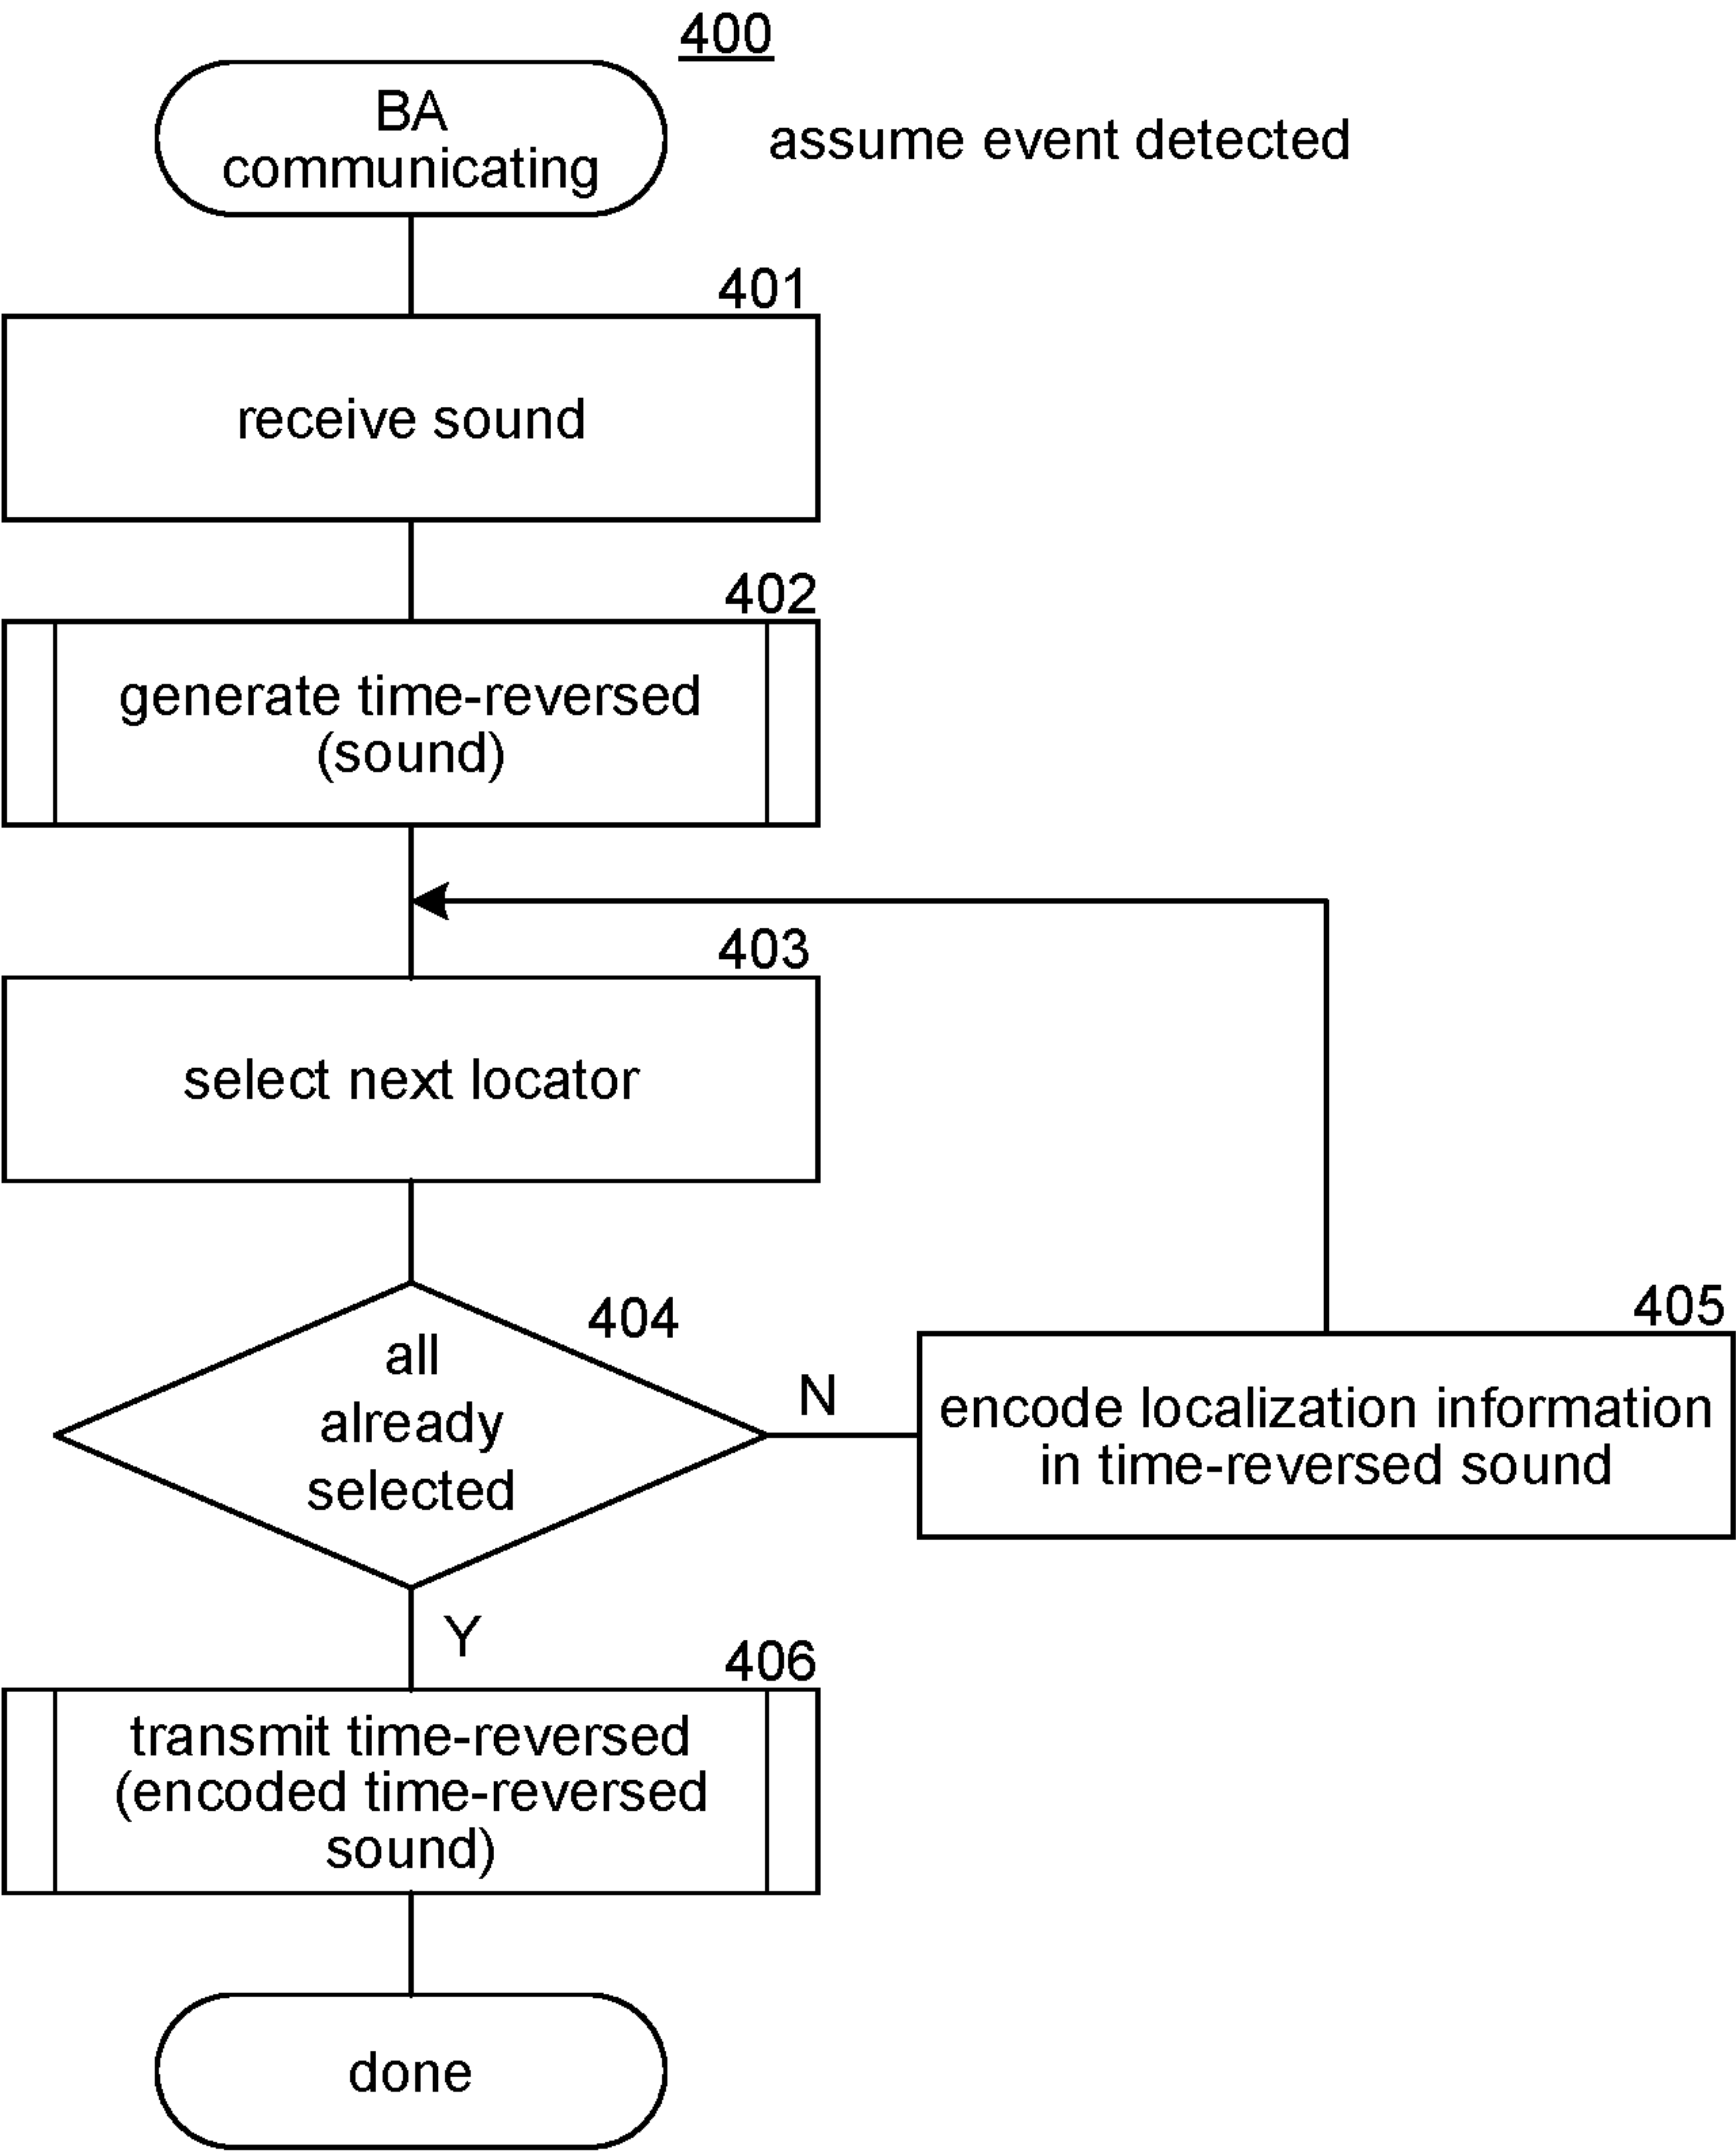 400
BA
communicating
assume event detected
401
receive sound
402
generate time-reversed
(sound)
403
select next locator
404
all
already
selected
N
405
encode localization information
in time-reversed sound
Y
406
transmit time-reversed
(encoded time-reversed
sound)
done